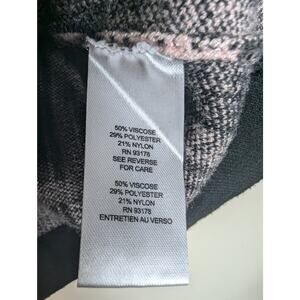 50% VISCOSE
29% POLYESTER
21% NYLON
RN 93178
SEE REVERSE
FOR CARE
50% VISCOSE
29% POLYESTER
21% NYLON
RN 93178
ENTRETIEN AU VERSO